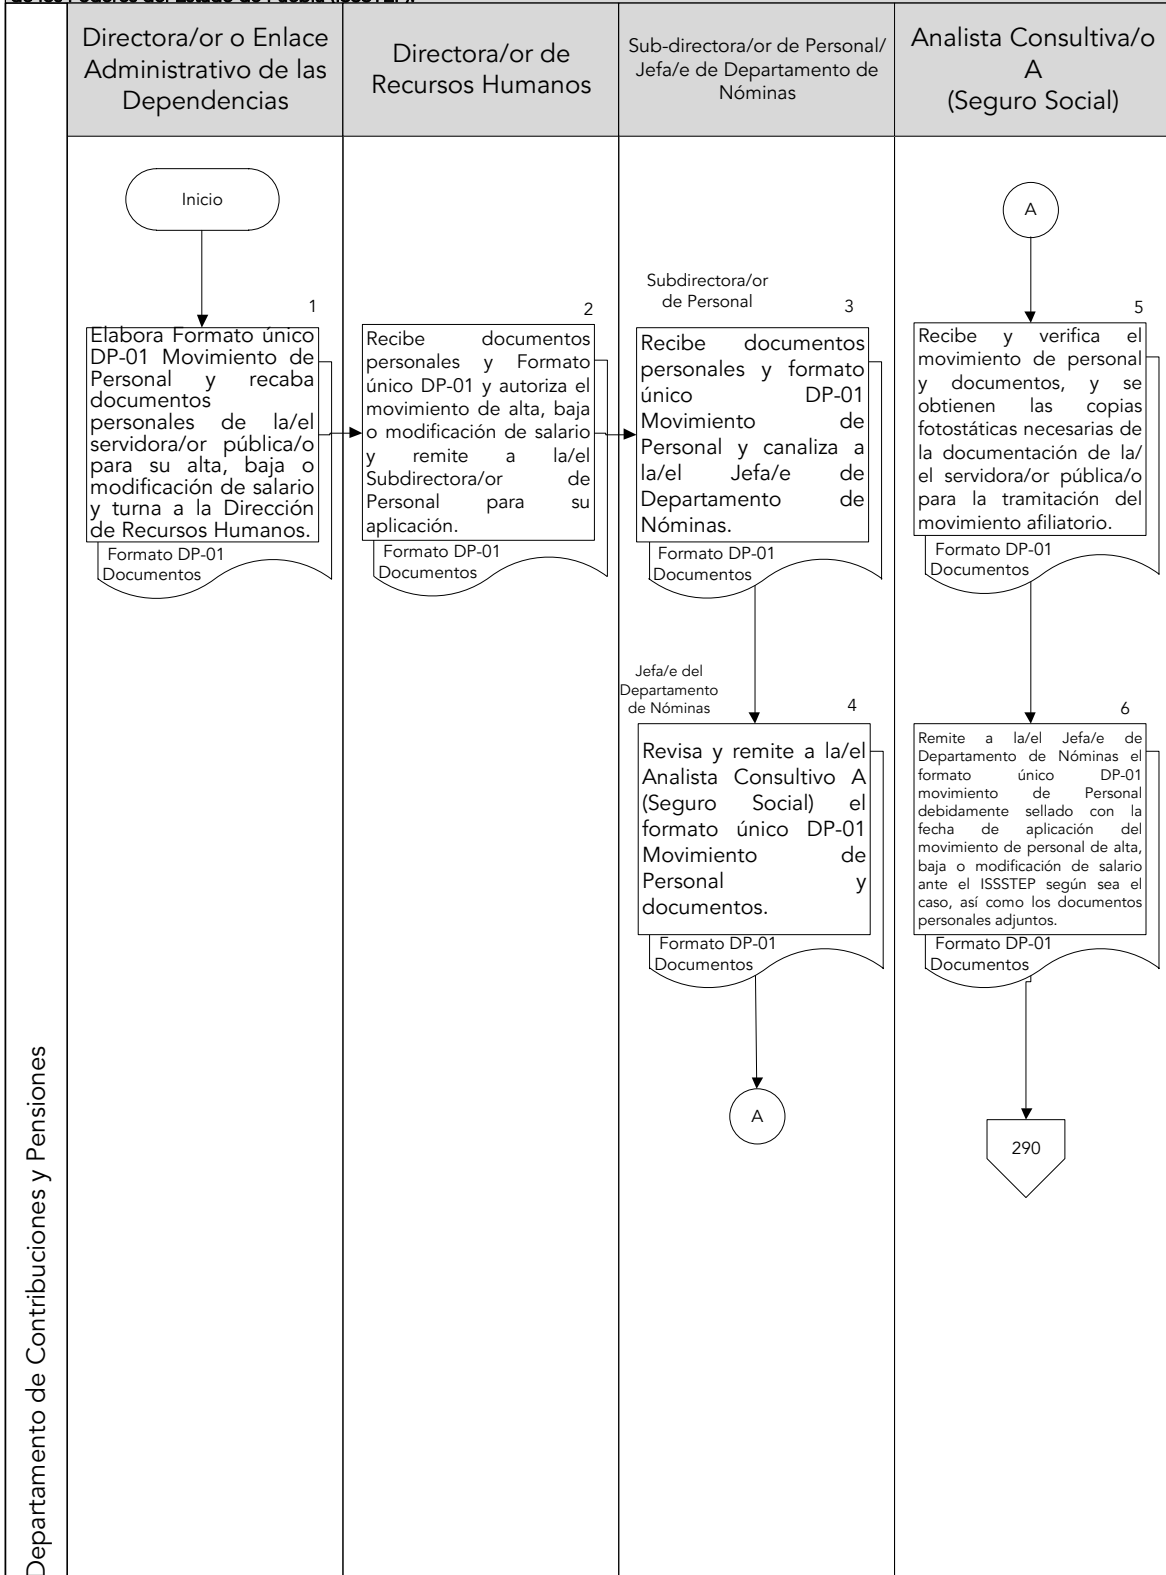 de los Poderes del Estado de Puebla (ISSSTEP).
Directora/or o Enlace
Administrativo de las
Dependencias
Directora/or de
Recursos Humanos
Sub-directora/or de Personal/
Jefa/e de Departamento de
Nóminas
Analista Consultiva/o
A
(Seguro Social)
Departamento de Contribuciones y Pensiones
Inicio
1
Elabora Formato único
DP-01 Movimiento de
Personal y recaba
documentos
personales de la/el
servidora/or pública/o
para su alta, baja o
modificación de salario
y turna a la Dirección
de Recursos Humanos.
Formato DP-01
Documentos
2
Recibe documentos
personales y Formato
único DP-01 y autoriza el
movimiento de alta, baja
o modificación de salario
y remite a la/el
Subdirectora/or de
Personal para su
aplicación.
Formato DP-01
Documentos
Subdirectora/or
de Personal
3
Recibe documentos
personales y formato
único DP-01
Movimiento de
Personal y canaliza a
la/el Jefa/e de
Departamento de
Nóminas.
Formato DP-01
Documentos
Jefa/e del
Departamento
de Nóminas
4
Revisa y remite a la/el
Analista Consultivo A
(Seguro Social) el
formato único DP-01
Movimiento de
Personal y
documentos.
Formato DP-01
Documentos
A
A
5
Recibe y verifica el
movimiento de personal
y documentos, y se
obtienen las copias
fotostáticas necesarias de
la documentación de la/
el servidora/or pública/o
para la tramitación del
movimiento afiliatorio.
Formato DP-01
Documentos
6
Remite a la/el Jefa/e de
Departamento de Nóminas el
formato único DP-01
movimiento de Personal
debidamente sellado con la
fecha de aplicación del
movimiento de personal de alta,
baja o modificación de salario
ante el ISSSTEP según sea el
caso, así como los documentos
personales adjuntos.
Formato DP-01
Documentos
290